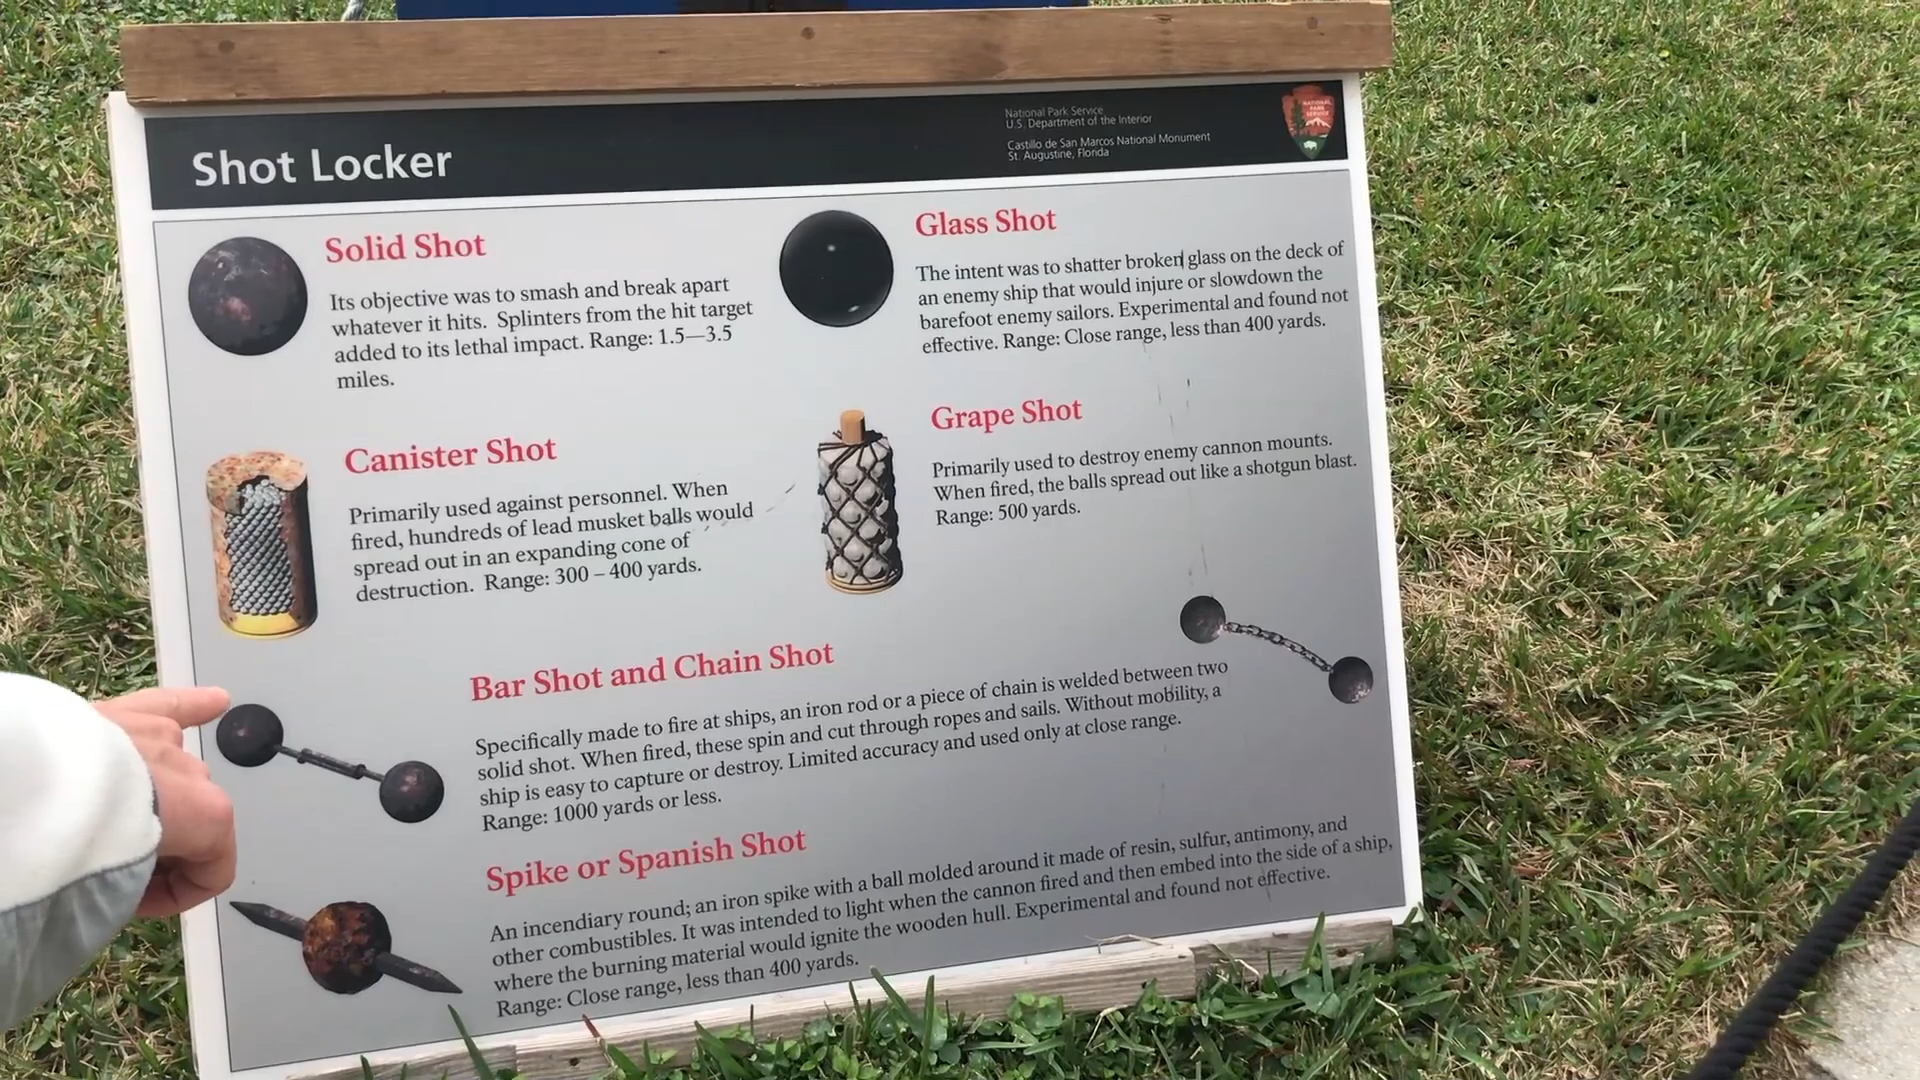 National Park Service
U.S. Department of the Interior
Castillo de San Marcos National Monument
St. Augustine, Florida
NATIONAL
PARK
SERVICE
Shot Locker
Solid Shot
Its objective was to smash and break apart
whatever it hits. Splinters from the hit target
added to its lethal impact. Range: 1.5—3.5
miles.
Glass Shot
The intent was to shatter broken glass on the deck of
an enemy ship that would injure or slowdown the
barefoot enemy sailors. Experimental and found not
effective. Range: Close range, less than 400 yards.
Canister Shot
Primarily used against personnel. When
fired, hundreds of lead musket balls would
spread out in an expanding cone of
destruction. Range: 300 – 400 yards.
Grape Shot
Primarily used to destroy enemy cannon mounts.
When fired, the balls spread out like a shotgun blast.
Range: 500 yards.
Bar Shot and Chain Shot
Specifically made to fire at ships, an iron rod or a piece of chain is welded between two
solid shot. When fired, these spin and cut through ropes and sails. Without mobility, a
ship is easy to capture or destroy. Limited accuracy and used only at close range.
Range: 1000 yards or less.
Spike or Spanish Shot
An incendiary round; an iron spike with a ball molded around it made of resin, sulfur, antimony, and
other combustibles. It was intended to light when the cannon fired and then embed into the side of a ship,
where the burning material would ignite the wooden hull. Experimental and found not effective.
Range: Close range, less than 400 yards.